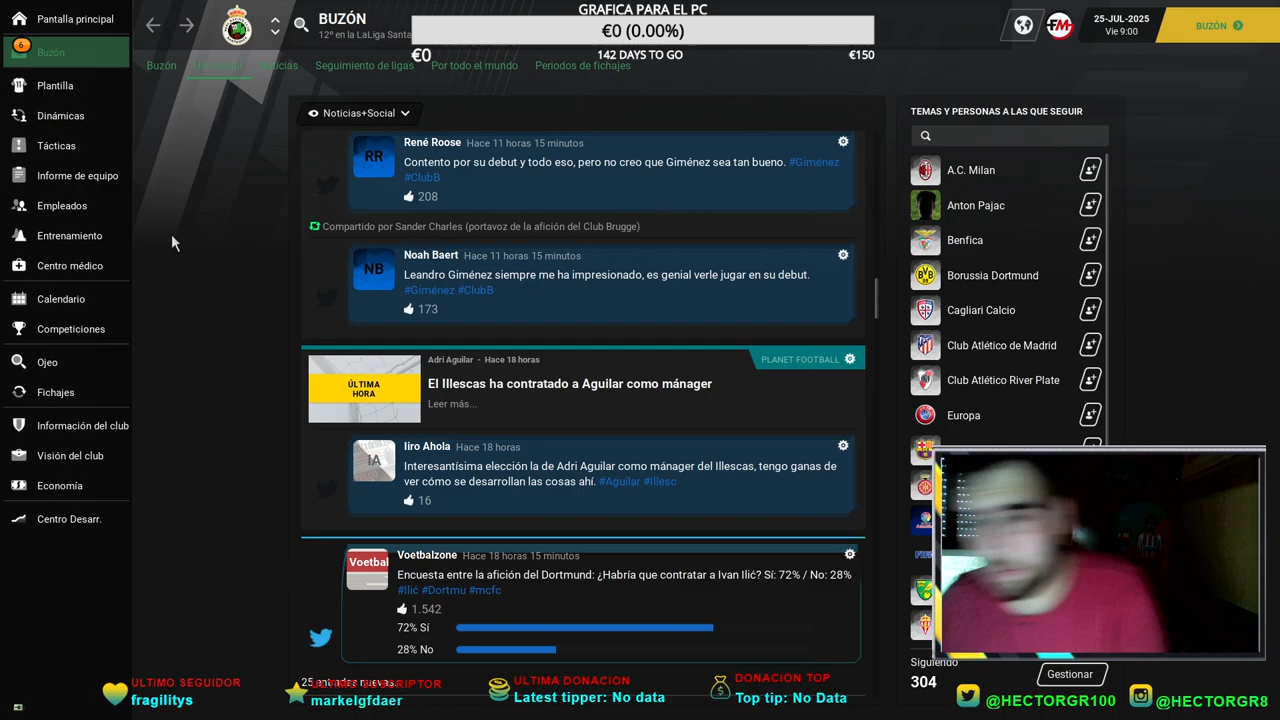 Pantalla principal
6
Buzón
Plantilla
Dinámicas
Tácticas
Informe de equipo
Empleados
Entrenamiento
Centro médico
Calendario
Competiciones
Ojeo
Fichajes
Información del club
Visión del club
Economía
Centro Desarr.
BUZÓN
12º en la LaLiga Santa
GRAFICA PARA EL PC
€0 (0.00%)
€0
142 DAYS TO GO
€150
25-JUL-2025
Vie 9:00
BUZÓN
Buzón
Noticias
Seguimiento de ligas
Por todo el mundo
Periodos de fichajes
Noticias+Social
RR
René Roose Hace 11 horas 15 minutos
Contento por su debut y todo eso, pero no creo que Giménez sea tan bueno. #Giménez
#ClubB
208
Compartido por Sander Charles (portavoz de la afición del Club Brugge)
NB
Noah Baert Hace 11 horas 15 minutos
Leandro Giménez siempre me ha impresionado, es genial verle jugar en su debut.
#Giménez #ClubB
173
ÚLTIMA
HORA
Adri Aguilar - Hace 18 horas
PLANET FOOTBALL
El Illescas ha contratado a Aguilar como mánager
Leer más...
IA
Iiro Ahola Hace 18 horas
Interesantísima elección la de Adri Aguilar como mánager del Illescas, tengo ganas de
ver cómo se desarrollan las cosas ahí. #Aguilar #Illesc
16
Voetbal
Voetbalzone Hace 18 horas 15 minutos
Encuesta entre la afición del Dortmund: ¿Habría que contratar a Ivan Ilić? Sí: 72% / No: 28%
#Ilić #Dortmu #mcfc
1.542
72% Sí
28% No
25 entradas nuevas.
TEMAS Y PERSONAS A LAS QUE SEGUIR
A.C. Milan
Anton Pajac
Benfica
Borussia Dortmund
Cagliari Calcio
Club Atlético de Madrid
Club Atlético River Plate
Europa
Siguiendo
304
Gestionar
ULTIMO SEGUIDOR
fragilitys
ULTIMO SUSCRIPTOR
markelgfdaer
ULTIMA DONACION
Latest tipper: No data
DONACION TOP
Top tip: No Data
@HECTORGR100
@HECTORGR8